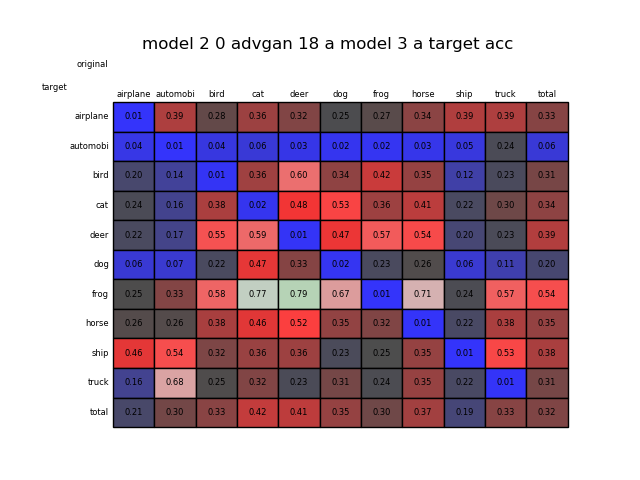 model 2 0 advgan 18 a model 3 a target acc
original
target
airplane automobi bird cat deer dog frog horse ship truck total
airplane 0.01 0.39 0.28 0.36 0.32 0.25 0.27 0.34 0.39 0.39 0.33
automobi 0.04 0.01 0.04 0.06 0.03 0.02 0.02 0.03 0.05 0.24 0.06
bird 0.20 0.14 0.01 0.36 0.60 0.34 0.42 0.35 0.12 0.23 0.31
cat 0.24 0.16 0.38 0.02 0.48 0.53 0.36 0.41 0.22 0.30 0.34
deer 0.22 0.17 0.55 0.59 0.01 0.47 0.57 0.54 0.20 0.23 0.39
dog 0.06 0.07 0.22 0.47 0.33 0.02 0.23 0.26 0.06 0.11 0.20
frog 0.25 0.33 0.58 0.77 0.79 0.67 0.01 0.71 0.24 0.57 0.54
horse 0.26 0.26 0.38 0.46 0.52 0.35 0.32 0.01 0.22 0.38 0.35
ship 0.46 0.54 0.32 0.36 0.36 0.23 0.25 0.35 0.01 0.53 0.38
truck 0.16 0.68 0.25 0.32 0.23 0.31 0.24 0.35 0.22 0.01 0.31
total 0.21 0.30 0.33 0.42 0.41 0.35 0.30 0.37 0.19 0.33 0.32